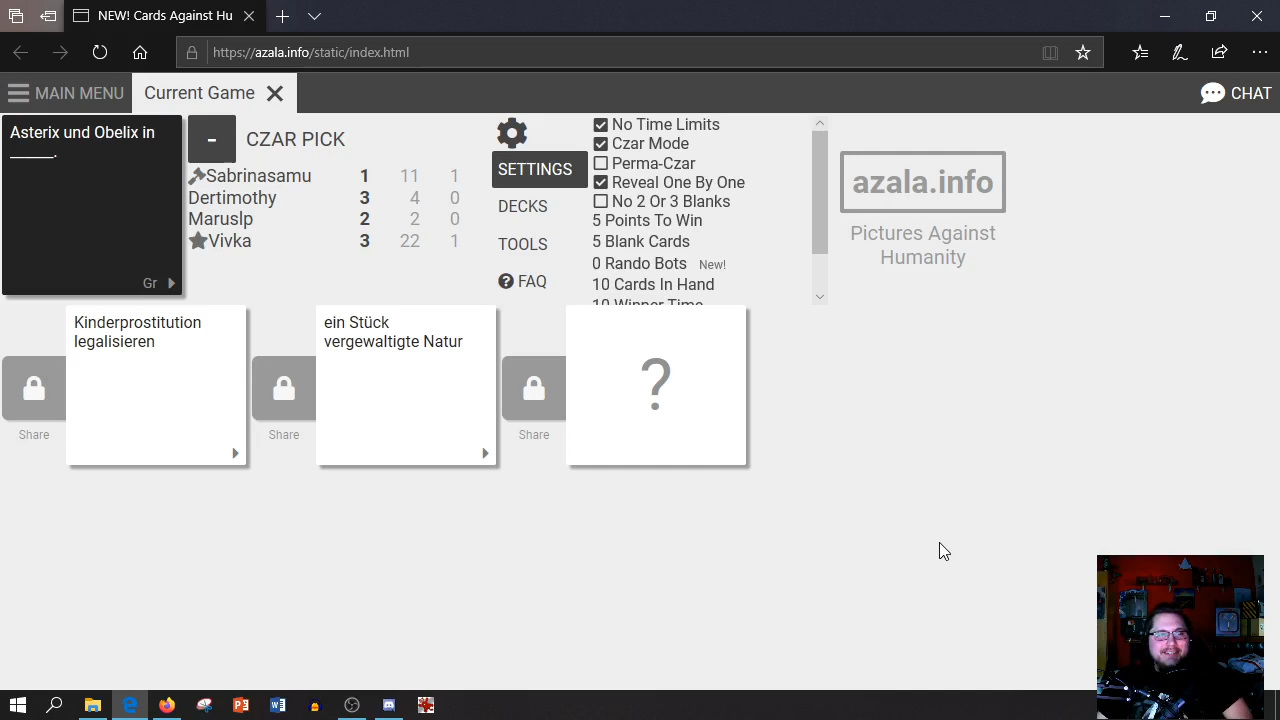 NEW! Cards Against Hu
https://azala.info/static/index.html
MAIN MENU
Current Game
CHAT
Asterix und Obelix in
_____.
Gr
-
CZAR PICK
Sabrinasamu 1 11 1
Dertimothy 3 4 0
Maruslp 2 2 0
Vivka 3 22 1
SETTINGS
DECKS
TOOLS
? FAQ
No Time Limits
Czar Mode
Perma-Czar
Reveal One By One
No 2 Or 3 Blanks
5 Points To Win
5 Blank Cards
0 Rando Bots New!
10 Cards In Hand
10 Winner Time
azala.info
Pictures Against
Humanity
Kinderprostitution
legalisieren
Share
ein Stück
vergewaltigte Natur
Share
?
Share